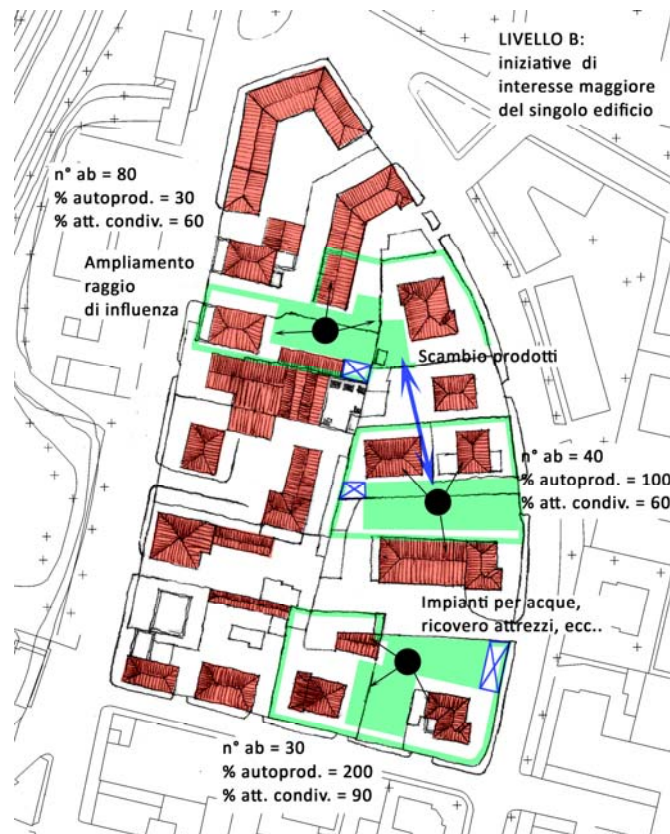 LIVELLO B:
iniziative di
interesse maggiore
del singolo edificio
n° ab = 80
% autoprod. = 30
% att. condiv. = 60
Ampliamento
raggio
di influenza
Scambio prodotti
n° ab = 40
% autoprod. = 100
% att. condiv. = 60
Impianti per acque,
ricovero attrezzi, ecc..
n° ab = 30
% autoprod. = 200
% att. condiv. = 90